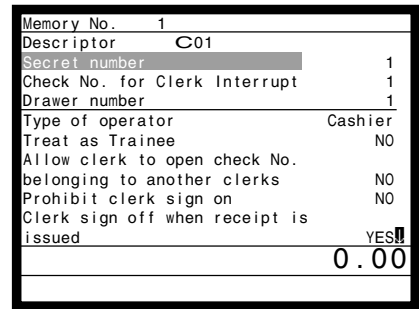 Memory No. 1
Descriptor C01
Secret number 1
Check No. for Clerk Interrupt 1
Drawer number 1
Type of operator Cashier
Treat as Trainee NO
Allow clerk to open check No.
belonging to another clerks NO
Prohibit clerk sign on NO
Clerk sign off when receipt is
issued YES↓
0.00